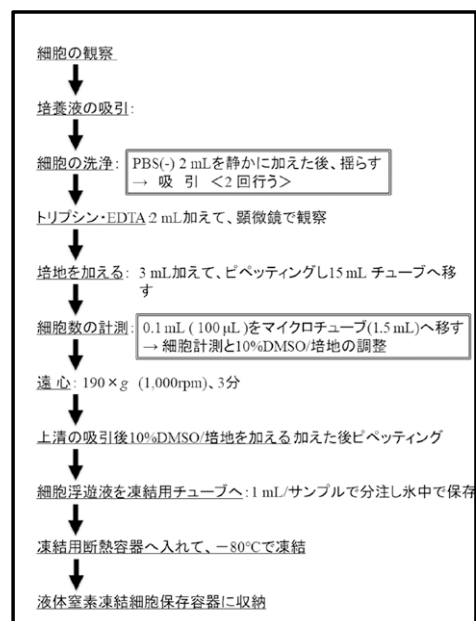 細胞の観察
培養液の吸引:
細胞の洗浄: PBS(-) 2 mLを静かに加えた後、揺らす
→ 吸 引 <2 回行う>
トリプシン・EDTA:2 mL加えて、顕微鏡で観察
培地を加える: 3 mL加えて、ピペッティングし15 mL チューブへ移
す
細胞数の計測: 0.1 mL ( 100 μL )をマイクロチューブ(1.5 mL)へ移す
→ 細胞計測と10%DMSO/培地の調整
遠 心: 190×g (1,000rpm)、3分
上清の吸引後10%DMSO/培地を加える 加えた後ピペッティング
細胞浮遊液を凍結用チューブへ: 1 mL/サンプルで分注し氷中で保存
凍結用断熱容器へ入れて、－80℃で凍結
液体窒素凍結細胞保存容器に収納